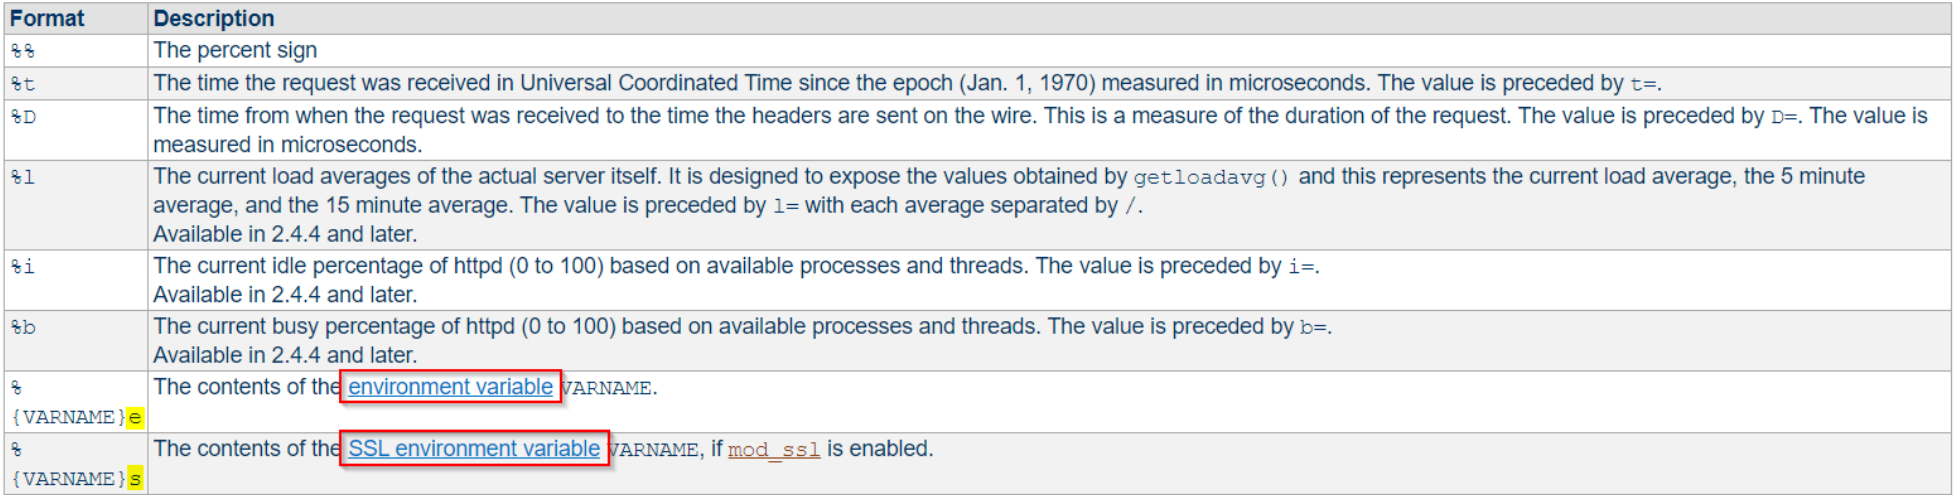 Format Description
%% The percent sign
%t The time the request was received in Universal Coordinated Time since the epoch (Jan. 1, 1970) measured in microseconds. The value is preceded by t=.
%D The time from when the request was received to the time the headers are sent on the wire. This is a measure of the duration of the request. The value is preceded by D=. The value is
measured in microseconds.
%l The current load averages of the actual server itself. It is designed to expose the values obtained by getloadavg() and this represents the current load average, the 5 minute
average, and the 15 minute average. The value is preceded by l= with each average separated by /.
Available in 2.4.4 and later.
%i The current idle percentage of httpd (0 to 100) based on available processes and threads. The value is preceded by i=.
Available in 2.4.4 and later.
%b The current busy percentage of httpd (0 to 100) based on available processes and threads. The value is preceded by b=.
Available in 2.4.4 and later.
% The contents of the environment variable VARNAME.
{VARNAME}e
% The contents of the SSL environment variable VARNAME, if mod_ssl is enabled.
{VARNAME}s